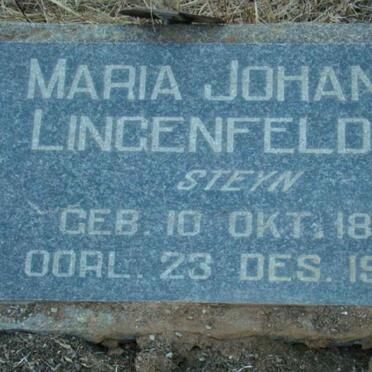 MARIA JOHAN
LINGENFELD
STEYN
GEB. 10 OKT. 18
OORL. 23 DES. 19